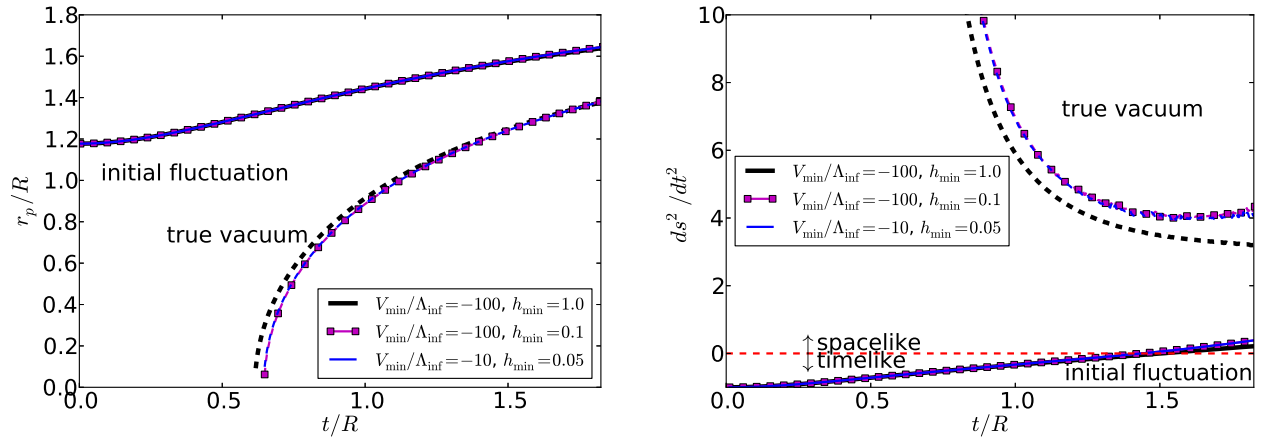 1.8
1.6
1.4
1.2
1.0
0.8
0.6
0.4
0.2
0.0
r_p/R
initial fluctuation
true vacuum
V_min/Λ_inf=−100, h_min=1.0
V_min/Λ_inf=−100, h_min=0.1
V_min/Λ_inf=−10, h_min=0.05
0.0 0.5 1.0 1.5
t/R
10
8
6
4
2
0
ds²/dt²
true vacuum
V_min/Λ_inf=−100, h_min=1.0
V_min/Λ_inf=−100, h_min=0.1
V_min/Λ_inf=−10, h_min=0.05
spacelike
timelike
initial fluctuation
0.0 0.5 1.0 1.5
t/R